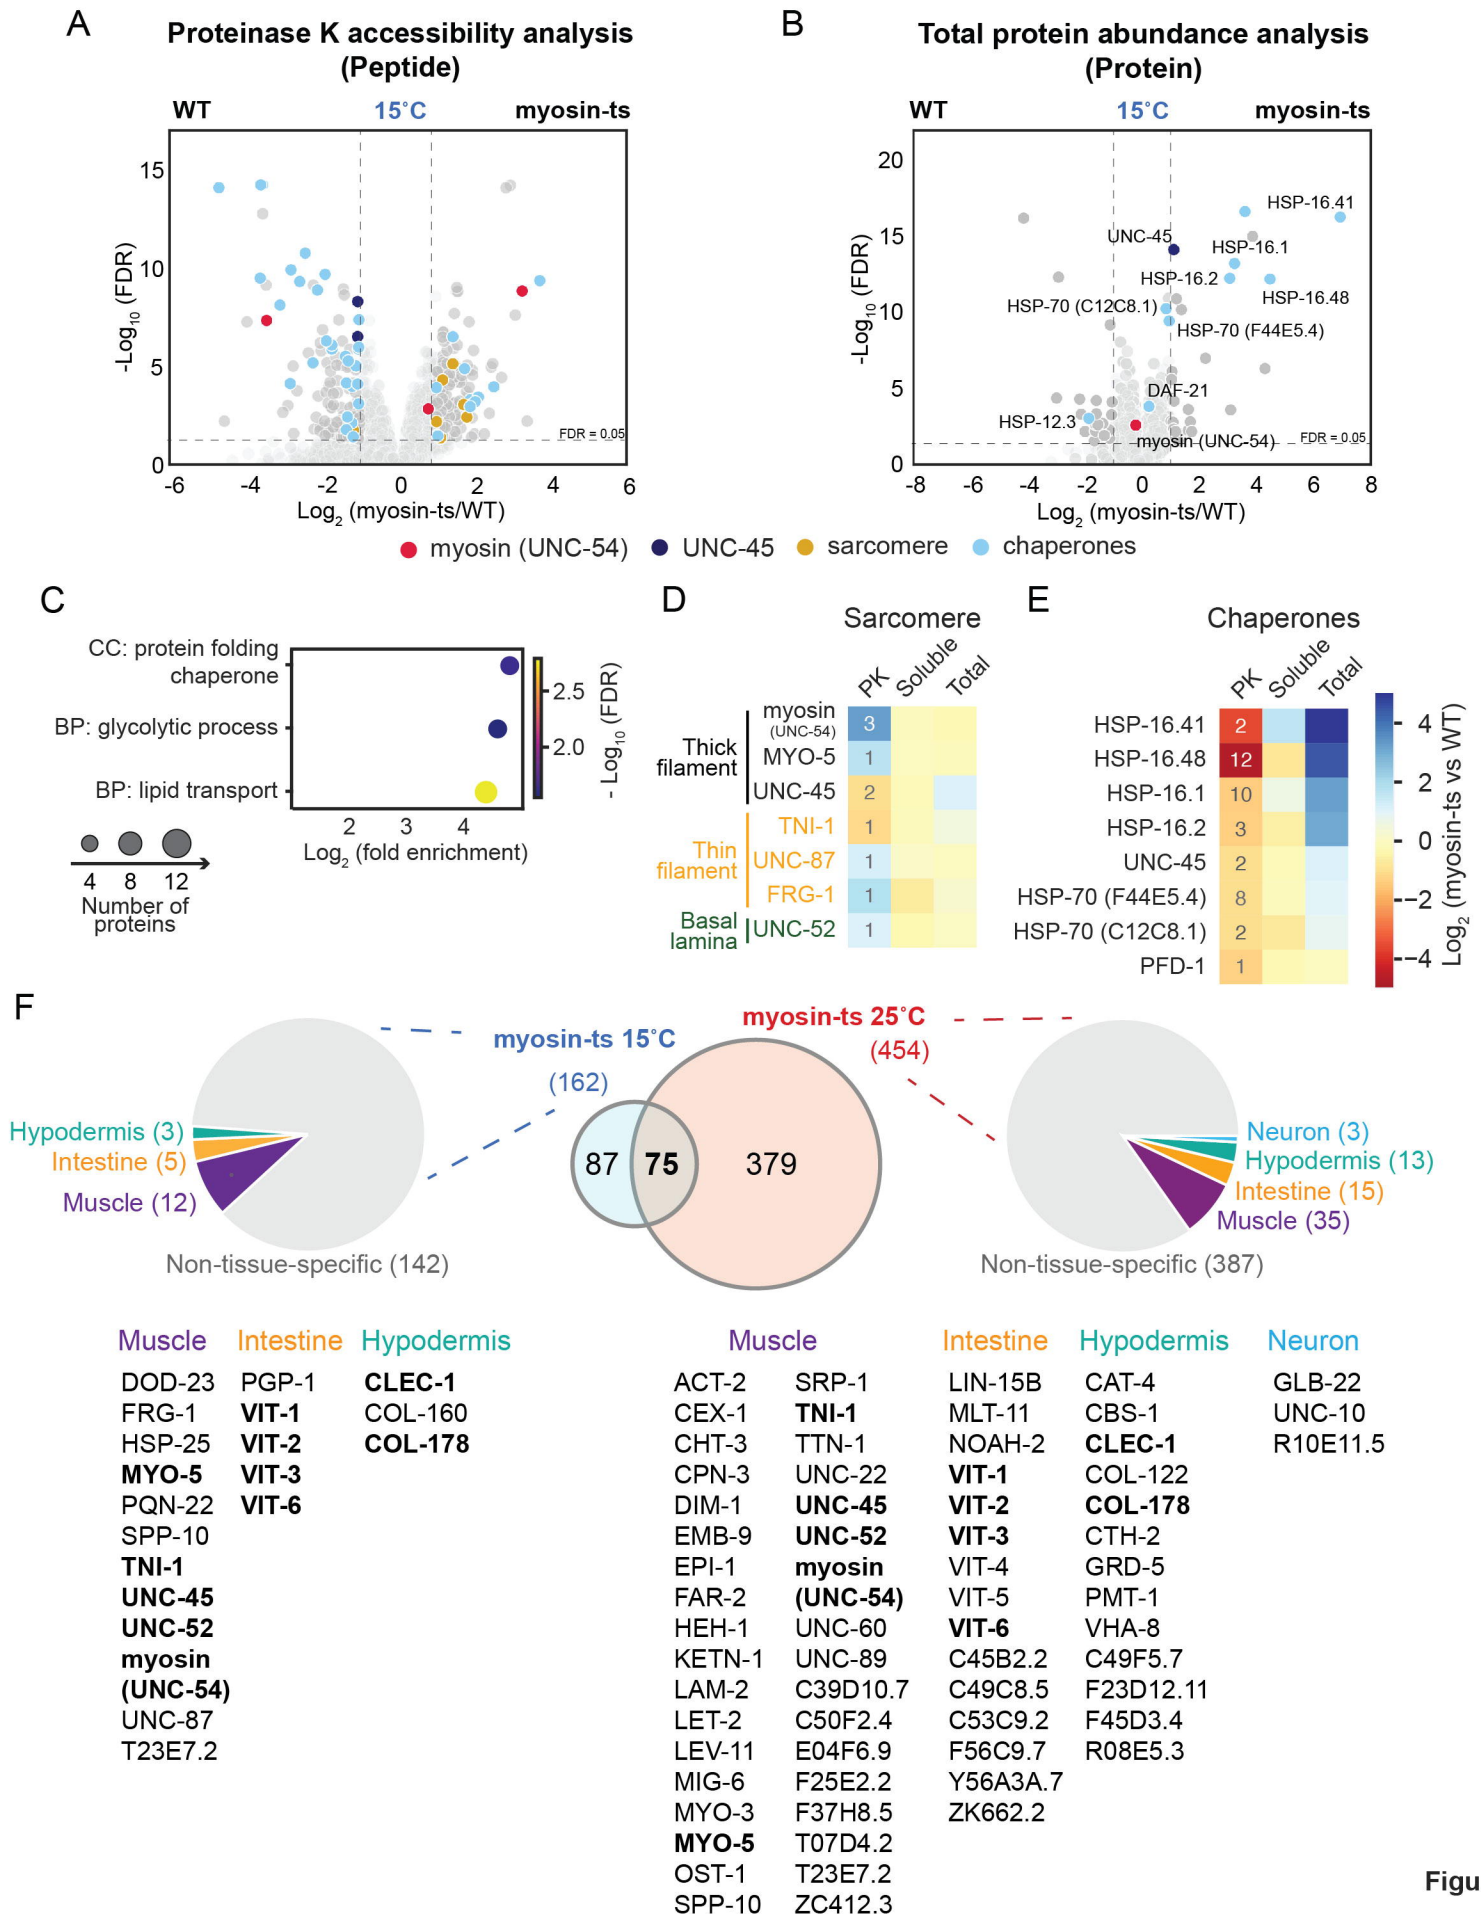 A
Proteinase K accessibility analysis
(Peptide)
WT
15˚C
myosin-ts
15
10
5
0
-Log10 (FDR)
FDR = 0.05
-6
-4
-2
0
2
4
6
Log2 (myosin-ts/WT)
B
Total protein abundance analysis
(Protein)
WT
15˚C
myosin-ts
20
15
10
5
0
-Log10 (FDR)
HSP-16.41
UNC-45
HSP-16.1
HSP-16.2
HSP-16.48
HSP-70 (C12C8.1)
HSP-70 (F44E5.4)
DAF-21
HSP-12.3
myosin (UNC-54)
FDR = 0.05
-8
-6
-4
-2
0
2
4
6
8
Log2 (myosin-ts/WT)
myosin (UNC-54)
UNC-45
sarcomere
chaperones
C
CC: protein folding
chaperone
BP: glycolytic process
BP: lipid transport
2
3
4
Log2 (fold enrichment)
2.5
2.0
- Log10 (FDR)
4
8
12
Number of
proteins
D
Sarcomere
PK
Soluble
Total
Thick
filament
myosin
(UNC-54)
3
MYO-5
1
UNC-45
2
Thin
filament
TNI-1
1
UNC-87
1
FRG-1
1
Basal
lamina
UNC-52
1
E
Chaperones
PK
Soluble
Total
HSP-16.41
2
HSP-16.48
12
HSP-16.1
10
HSP-16.2
3
UNC-45
2
HSP-70 (F44E5.4)
8
HSP-70 (C12C8.1)
2
PFD-1
1
4
2
0
−2
−4
Log2 (myosin-ts vs WT)
F
myosin-ts 15˚C
(162)
myosin-ts 25˚C
(454)
87
75
379
Hypodermis (3)
Intestine (5)
Muscle (12)
Non-tissue-specific (142)
Neuron (3)
Hypodermis (13)
Intestine (15)
Muscle (35)
Non-tissue-specific (387)
Muscle
DOD-23
FRG-1
HSP-25
MYO-5
PQN-22
SPP-10
TNI-1
UNC-45
UNC-52
myosin
(UNC-54)
UNC-87
T23E7.2
Intestine
PGP-1
VIT-1
VIT-2
VIT-3
VIT-6
Hypodermis
CLEC-1
COL-160
COL-178
Muscle
ACT-2
CEX-1
CHT-3
CPN-3
DIM-1
EMB-9
EPI-1
FAR-2
HEH-1
KETN-1
LAM-2
LET-2
LEV-11
MIG-6
MYO-3
MYO-5
OST-1
SPP-10
SRP-1
TNI-1
TTN-1
UNC-22
UNC-45
UNC-52
myosin
(UNC-54)
UNC-60
UNC-89
C39D10.7
C50F2.4
E04F6.9
F25E2.2
F37H8.5
T07D4.2
T23E7.2
ZC412.3
Intestine
LIN-15B
MLT-11
NOAH-2
VIT-1
VIT-2
VIT-3
VIT-4
VIT-5
VIT-6
C45B2.2
C49C8.5
C53C9.2
F56C9.7
Y56A3A.7
ZK662.2
Hypodermis
CAT-4
CBS-1
CLEC-1
COL-122
COL-178
CTH-2
GRD-5
PMT-1
VHA-8
C49F5.7
F23D12.11
F45D3.4
R08E5.3
Neuron
GLB-22
UNC-10
R10E11.5
Figu